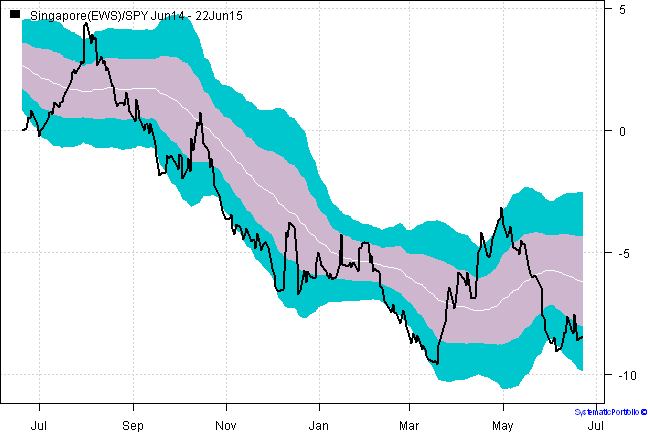 Singapore(EWS)/SPY Jun14 - 22Jun15
5
0
-5
-10
Jul Sep Nov Jan Mar May Jul
SystematicPortfolio ©